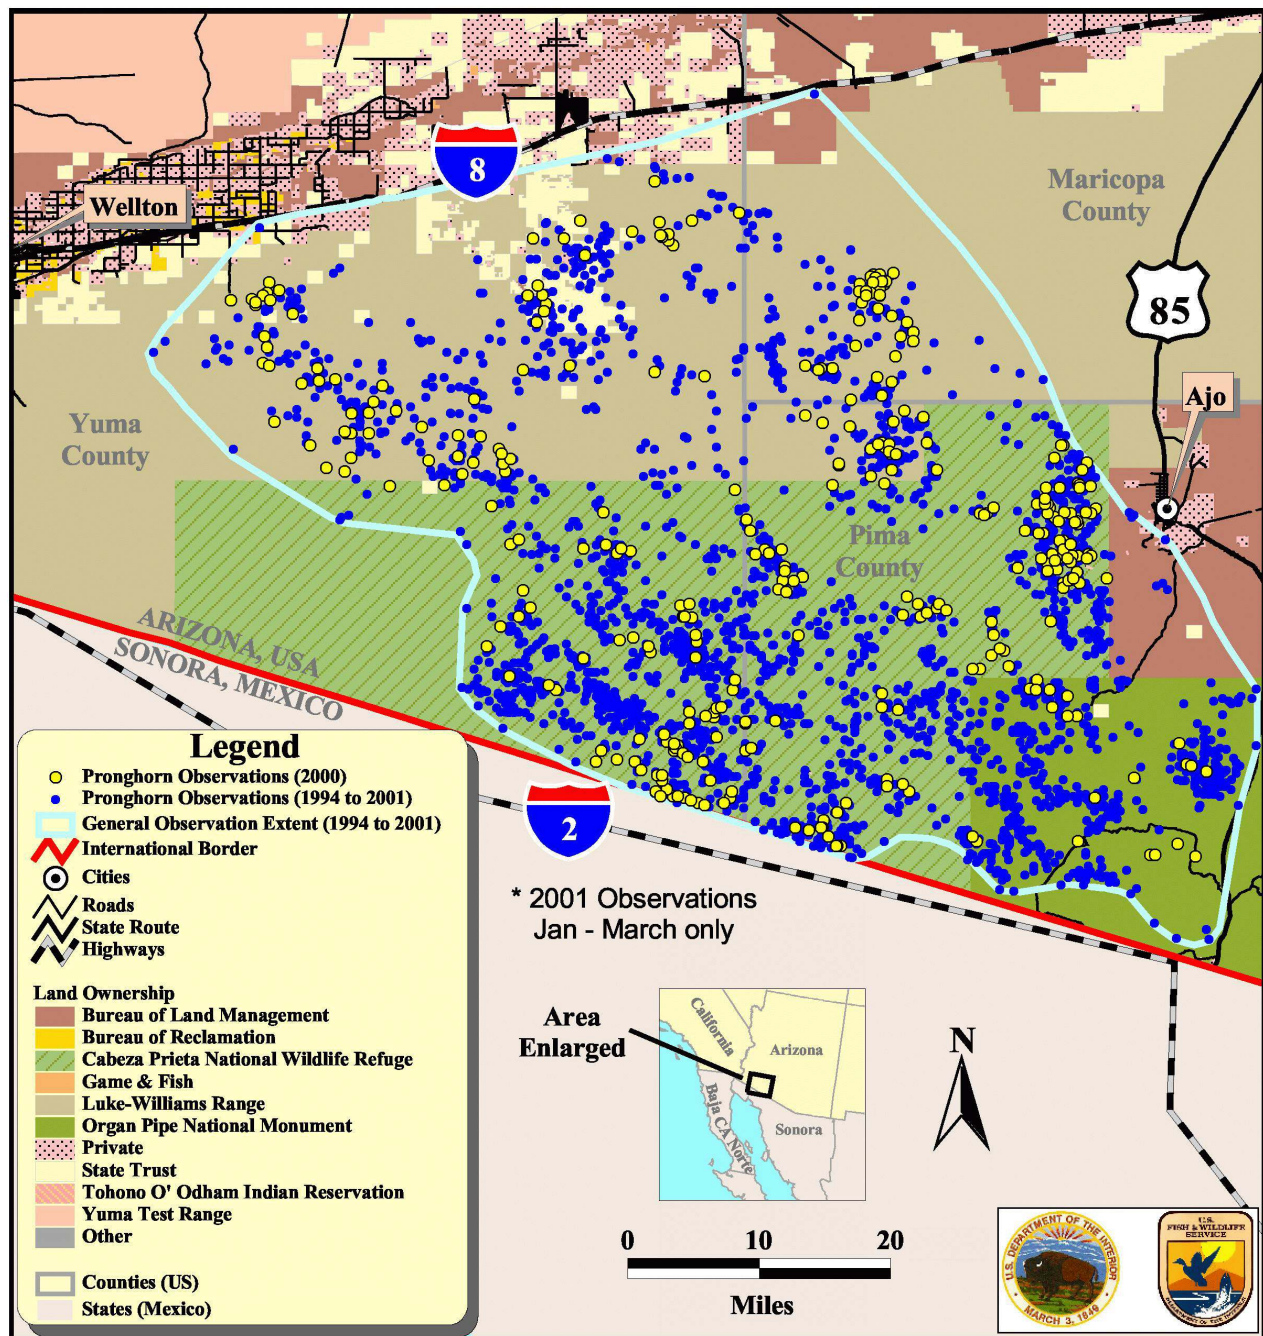 8
Maricopa
County
Wellton
85
Ajo
Yuma
County
Pima
County
ARIZONA, USA
SONORA, MEXICO
Legend
Pronghorn Observations (2000)
Pronghorn Observations (1994 to 2001)
General Observation Extent (1994 to 2001)
International Border
Cities
Roads
State Route
Highways
Land Ownership
Bureau of Land Management
Bureau of Reclamation
Cabeza Prieta National Wildlife Refuge
Game & Fish
Luke-Williams Range
Organ Pipe National Monument
Private
State Trust
Tohono O' Odham Indian Reservation
Yuma Test Range
Other
Counties (US)
States (Mexico)
2
* 2001 Observations
Jan - March only
Area
Enlarged
California
Arizona
Baja CA Norte
Sonora
N
0 10 20
Miles
U.S. DEPARTMENT OF THE INTERIOR
MARCH 3, 1849
U.S.
FISH & WILDLIFE
SERVICE
DEPARTMENT OF THE INTERIOR